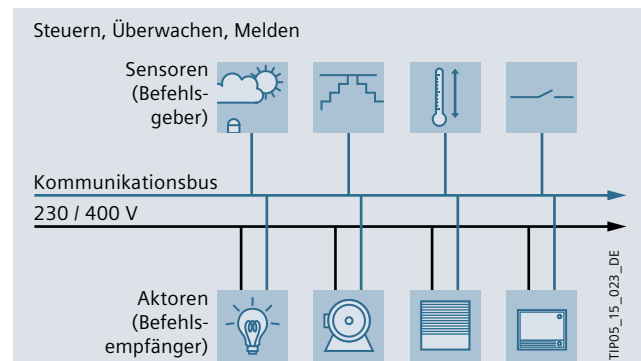 Steuern, Überwachen, Melden
Sensoren
(Befehls-
geber)
Kommunikationsbus
230 / 400 V
Aktoren
(Befehls-
empfänger)
TIP05_15_023_DE